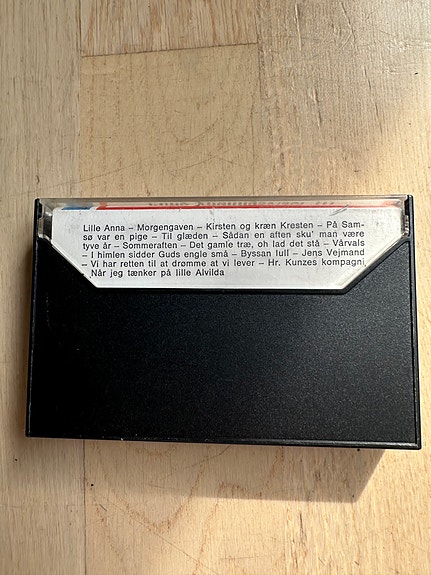 Lille Anna – Morgengaven – Kirsten og kræn Kresten – På Sam-
sø var en pige – Til glæden – Sådan en aften sku' man være
tyve år – Sommeraften – Det gamle træ, oh lad det stå – Vårvals
– I himlen sidder Guds engle små – Byssan lull – Jens Vejmand
– Vi har retten til at drømme at vi lever – Hr. Kunzes kompagni
Når jeg tænker på lille Alvilda